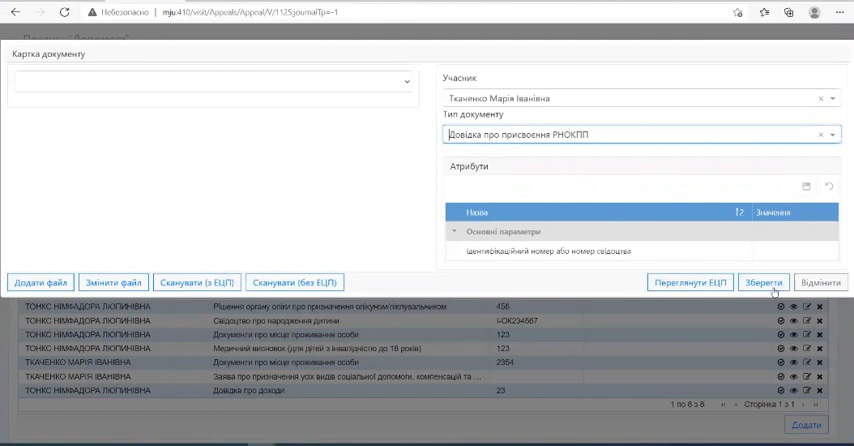 Небезопасно | mju:410/visit/Appeals/Appeal/V/1125;journalTp=-1
Картка документу
Учасник
Ткаченко Марія Іванівна
Тип документу
Довідка про присвоєння РНОКПП
Атрибути
Назва Значення
Основні параметри
ідентифікаційний номер або номер свідоцтва
Додати файл Змінити файл Сканувати (з ЕЦП) Сканувати (без ЕЦП) Переглянути ЕЦП Зберегти Відмінити
ТОНКС НІМФАДОРА ЛЮПИНІВНА Рішення органу опіки про призначення опікуном/піклувальником 456
ТОНКС НІМФАДОРА ЛЮПИНІВНА Свідоцтво про народження дитини І-ОК234567
ТОНКС НІМФАДОРА ЛЮПИНІВНА Документи про місце проживання особи 123
ТОНКС НІМФАДОРА ЛЮПИНІВНА Медичний висновок (для дітей з інвалідністю до 18 років) 123
ТКАЧЕНКО МАРІЯ ІВАНІВНА Документи про місце проживання особи 2354
ТКАЧЕНКО МАРІЯ ІВАНІВНА Заява про призначення усіх видів соціальної допомоги, компенсацій та ...
ТОНКС НІМФАДОРА ЛЮПИНІВНА Довідка про доходи 23
1 по 8 з 8 Сторінка 1 з 1
Додати